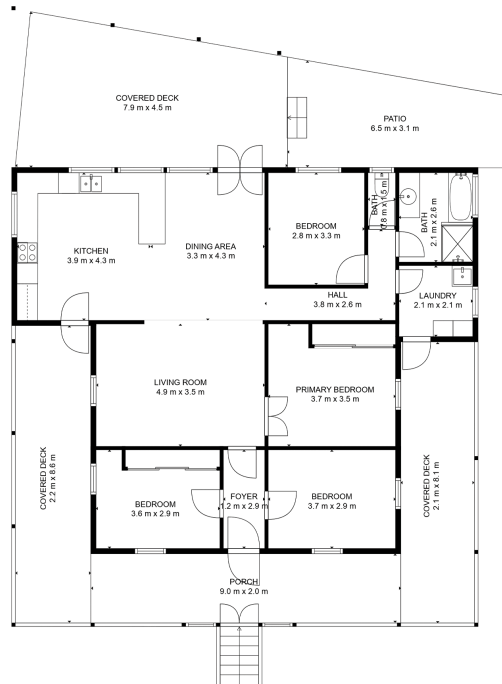 COVERED DECK
7.9 m x 4.5 m
PATIO
6.5 m x 3.1 m
BATH
0.8 m x 1.5 m
BATH
2.1 m x 2.6 m
BEDROOM
2.8 m x 3.3 m
KITCHEN
3.9 m x 4.3 m
DINING AREA
3.3 m x 4.3 m
HALL
3.8 m x 2.6 m
LAUNDRY
2.1 m x 2.1 m
LIVING ROOM
4.9 m x 3.5 m
PRIMARY BEDROOM
3.7 m x 3.5 m
COVERED DECK
2.2 m x 8.6 m
COVERED DECK
2.1 m x 8.1 m
BEDROOM
3.6 m x 2.9 m
FOYER
1.2 m x 2.9 m
BEDROOM
3.7 m x 2.9 m
PORCH
9.0 m x 2.0 m